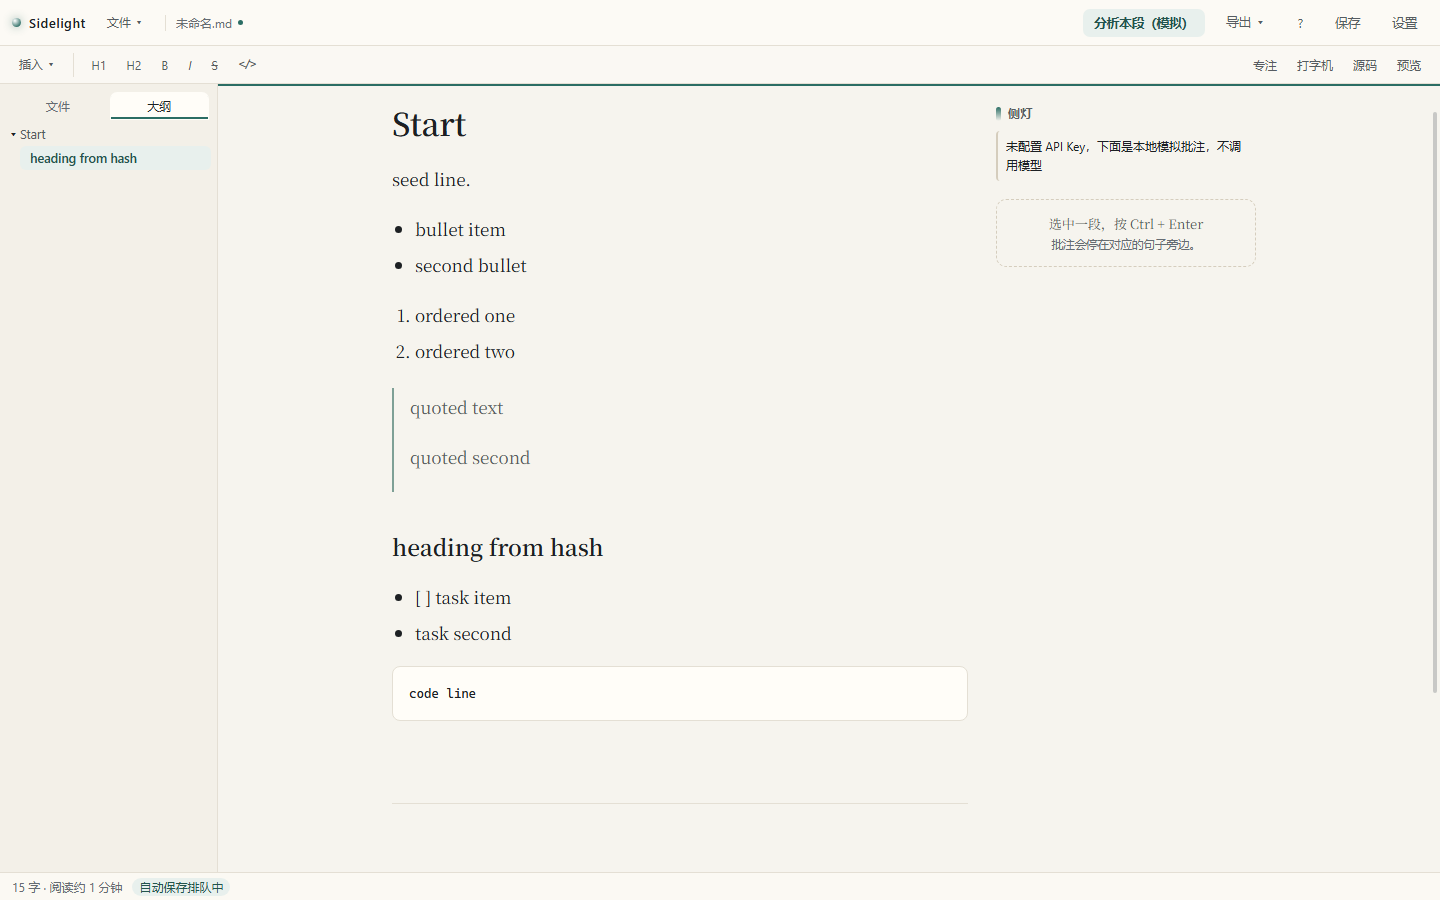 Sidelight 文件 未命名.md 分析本段（模拟） 导出 ? 保存 设置
插入 H1 H2 B I S </> 专注 打字机 源码 预览
文件 大纲
Start
heading from hash
Start
seed line.
bullet item
second bullet
1. ordered one
2. ordered two
quoted text
quoted second
heading from hash
[ ] task item
task second
code line
侧灯
未配置 API Key，下面是本地模拟批注，不调
用模型
选中一段，按 Ctrl + Enter
批注会停在对应的句子旁边。
15 字 · 阅读约 1 分钟 自动保存排队中